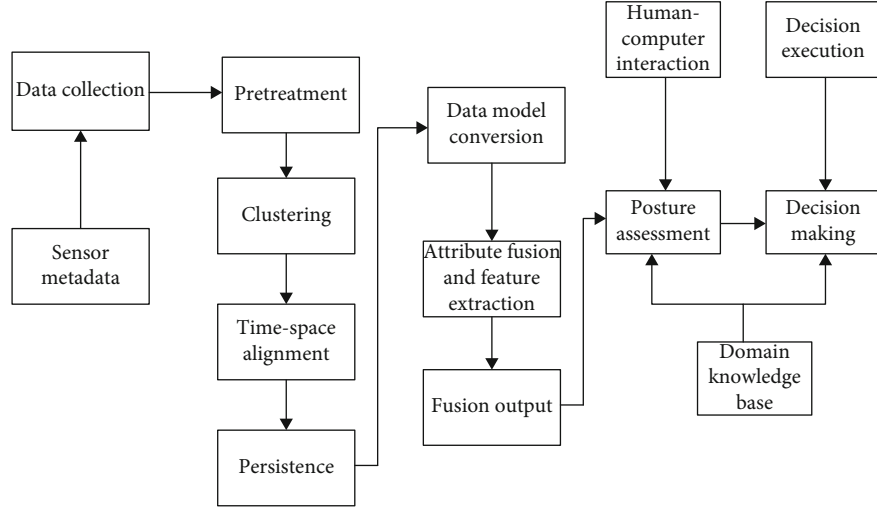 Data collection
Sensor
metadata
Pretreatment
Clustering
Time-space
alignment
Persistence
Data model
conversion
Attribute fusion
and feature
extraction
Fusion output
Human-
computer
interaction
Posture
assessment
Decision
execution
Decision
making
Domain
knowledge
base